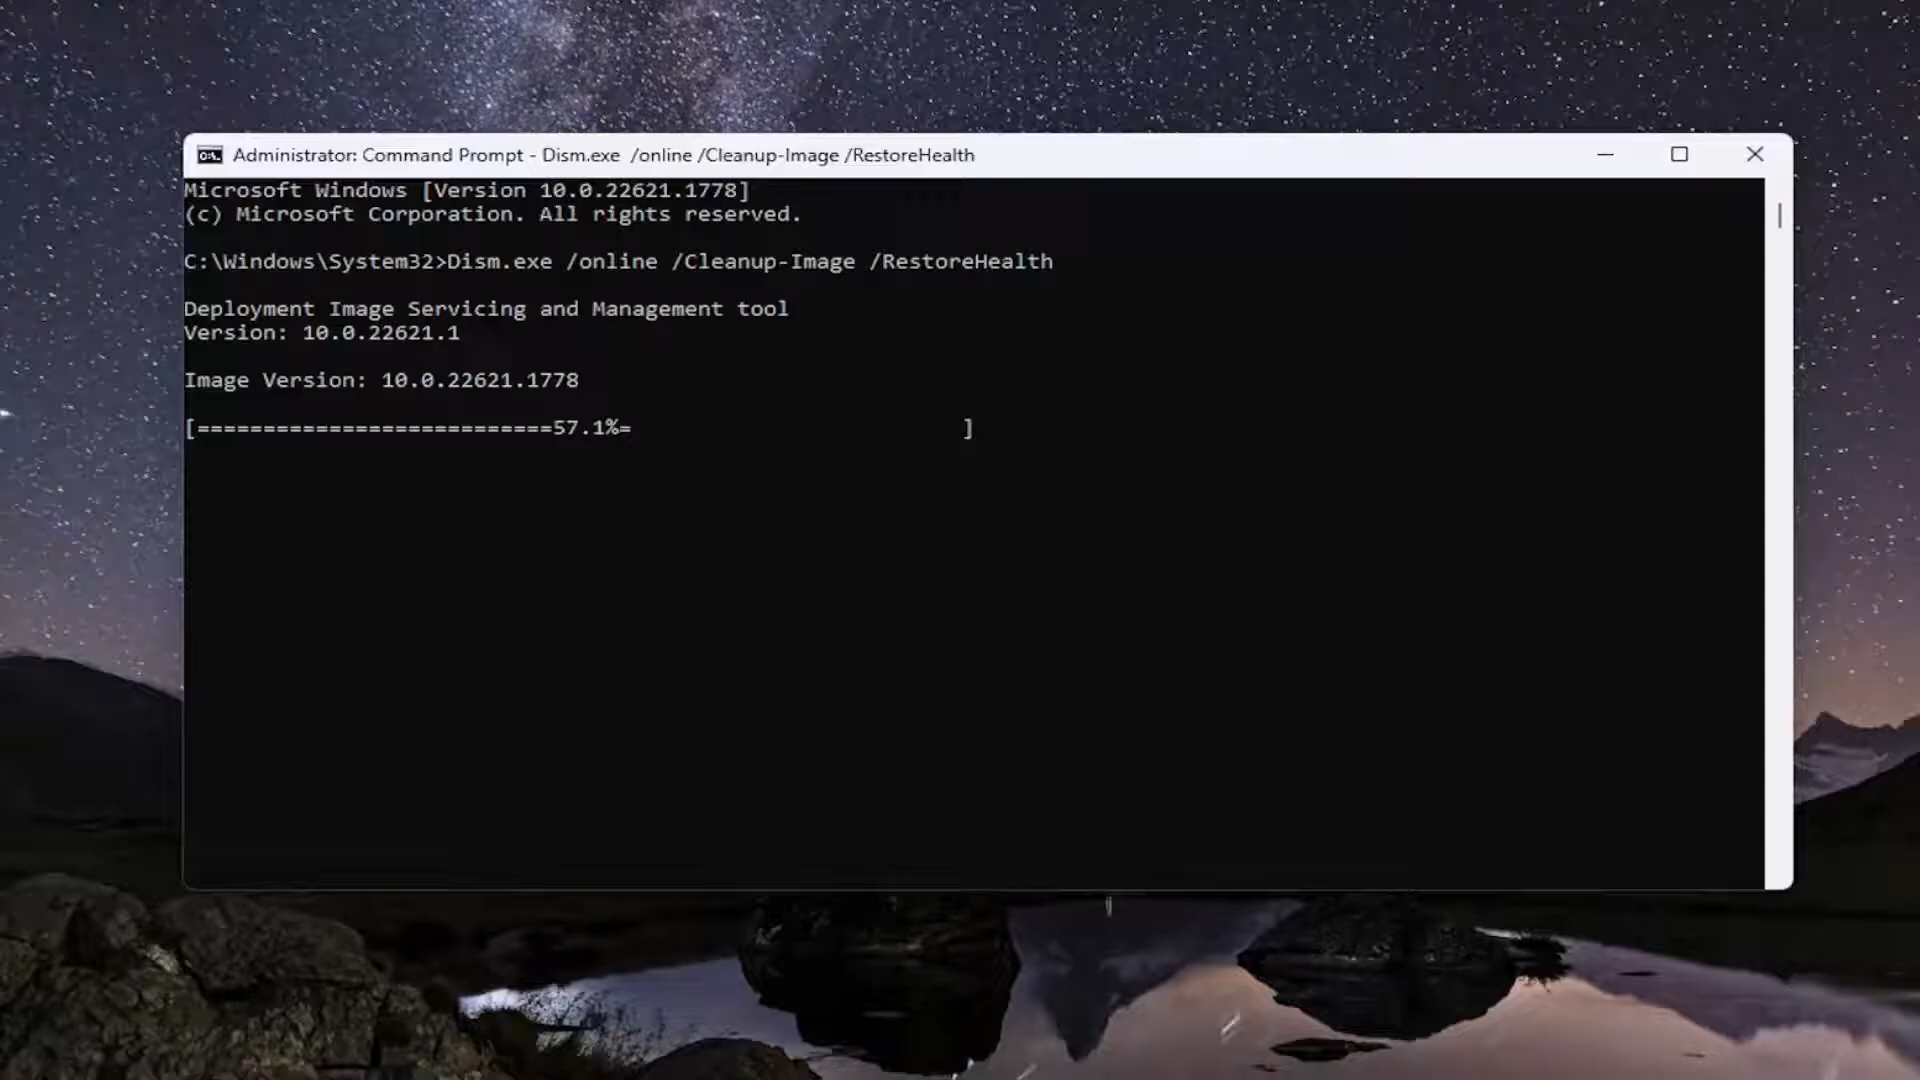 Administrator: Command Prompt - Dism.exe  /online /Cleanup-Image /RestoreHealth
Microsoft Windows [Version 10.0.22621.1778]
(c) Microsoft Corporation. All rights reserved.
C:\Windows\System32>Dism.exe /online /Cleanup-Image /RestoreHealth
Deployment Image Servicing and Management tool
Version: 10.0.22621.1
Image Version: 10.0.22621.1778
[===========================57.1%=                          ]